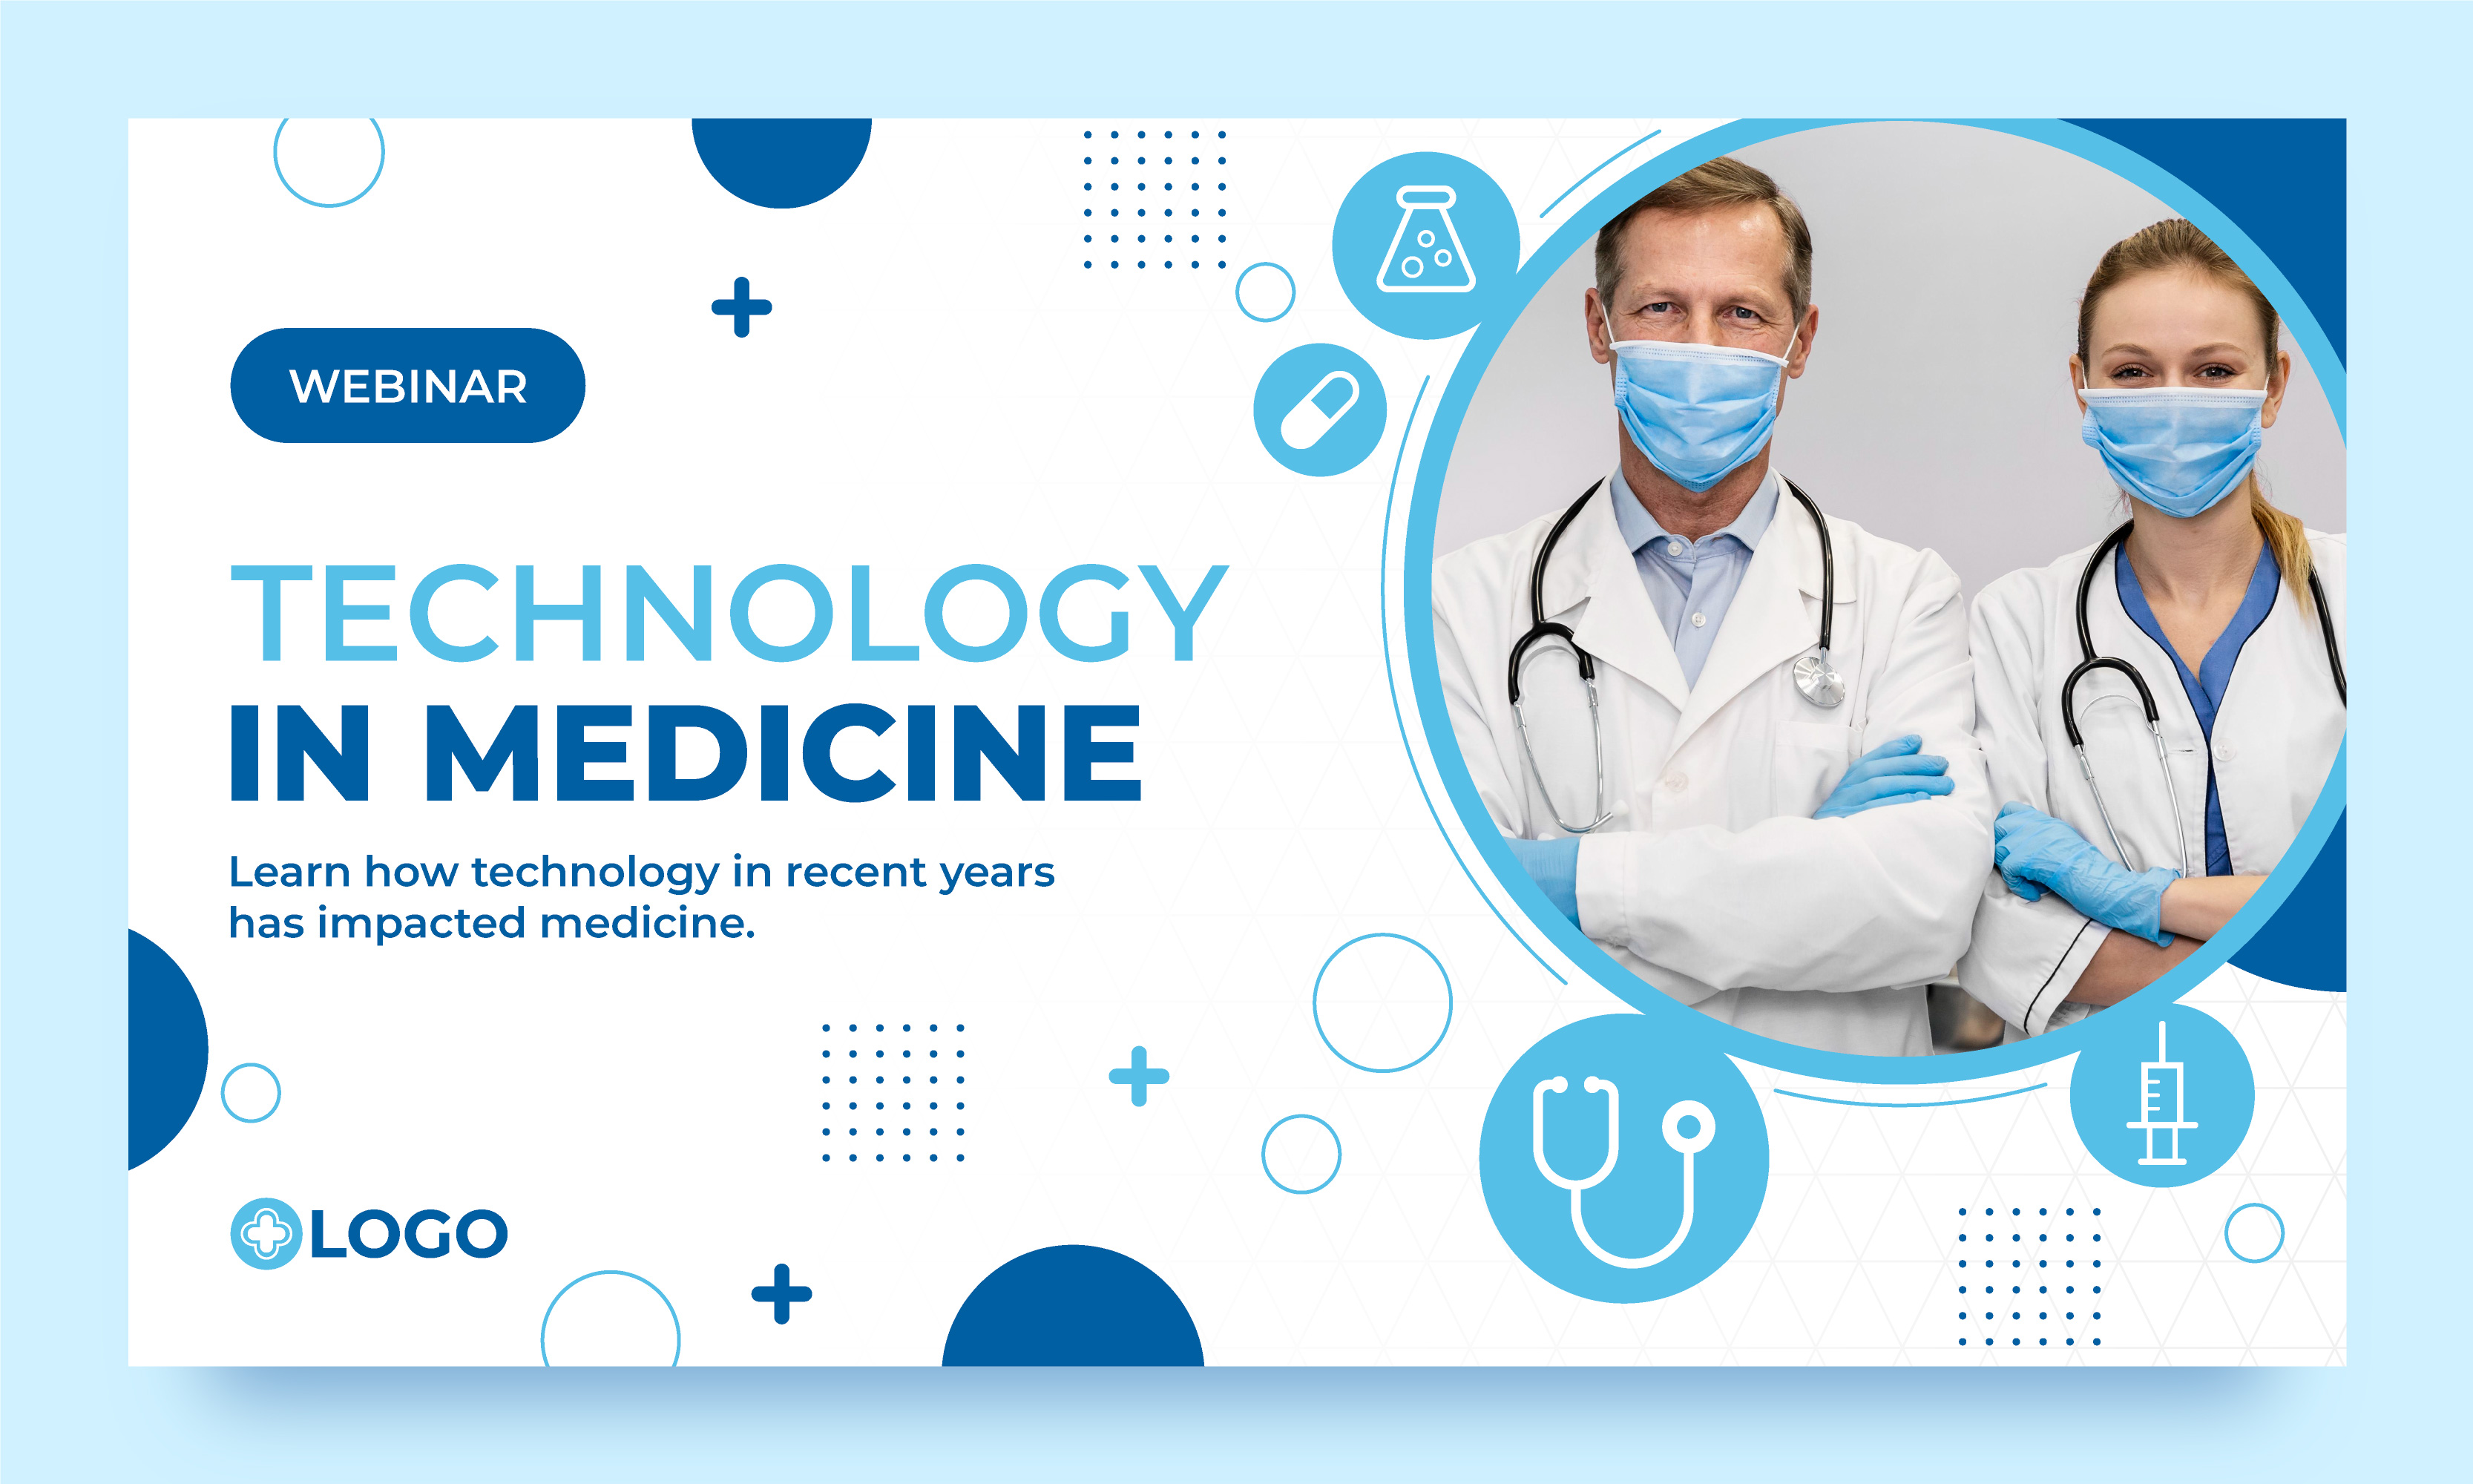 WEBINAR
TECHNOLOGY
IN MEDICINE
Learn how technology in recent years
has impacted medicine.
LOGO